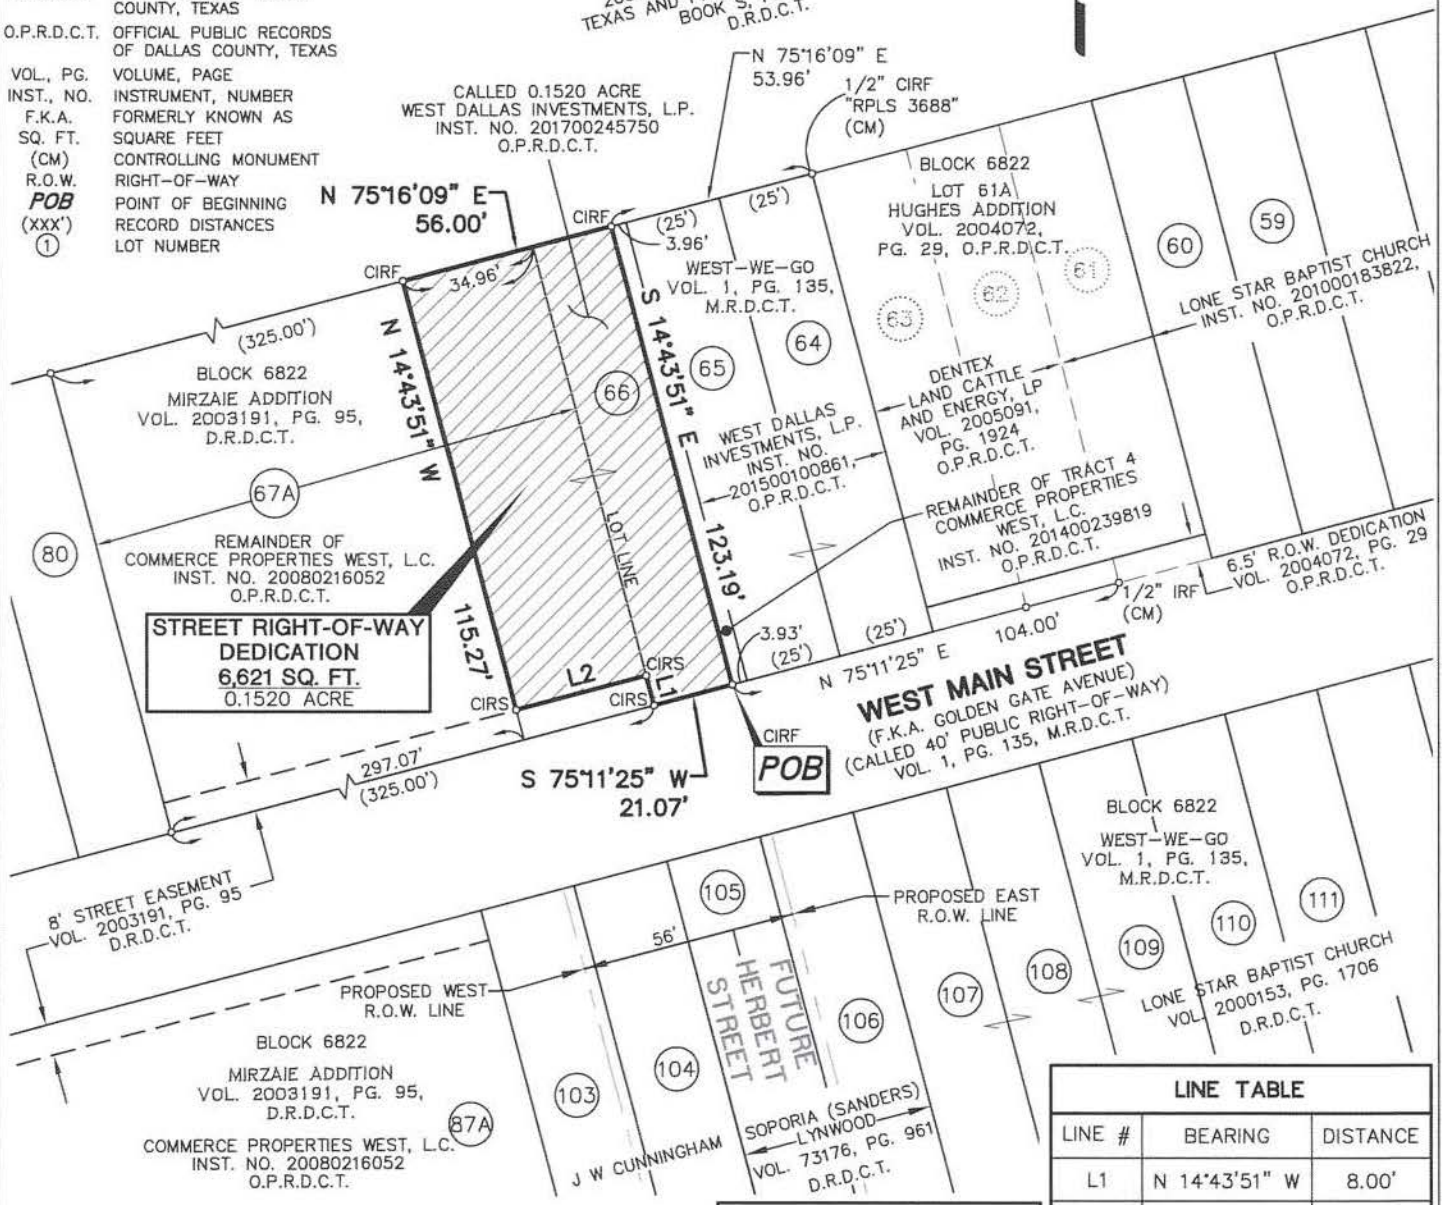 COUNTY, TEXAS
O.P.R.D.C.T. OFFICIAL PUBLIC RECORDS
OF DALLAS COUNTY, TEXAS
VOL., PG. VOLUME, PAGE
INST., NO. INSTRUMENT, NUMBER
F.K.A. FORMERLY KNOWN AS
SQ. FT. SQUARE FEET
(CM) CONTROLLING MONUMENT
R.O.W. RIGHT-OF-WAY
POB POINT OF BEGINNING
(XXX') RECORD DISTANCES
1 LOT NUMBER
TEXAS AND
BOOK S,
D.R.D.C.T.
N 75°16'09" E
53.96'
1/2" CIRF
"RPLS 3688"
(CM)
CALLED 0.1520 ACRE
WEST DALLAS INVESTMENTS, L.P.
INST. NO. 201700245750
O.P.R.D.C.T.
N 75°16'09" E
56.00'
CIRF
CIRF
34.96'
(25')
(25')
3.96'
WEST-WE-GO
VOL. 1, PG. 135,
M.R.D.C.T.
BLOCK 6822
LOT 61A
HUGHES ADDITION
VOL. 2004072,
PG. 29, O.P.R.D.C.T.
63
62
61
60
59
LONE STAR BAPTIST CHURCH
INST. NO. 201000183822,
O.P.R.D.C.T.
(325.00')
BLOCK 6822
MIRZAIE ADDITION
VOL. 2003191, PG. 95,
D.R.D.C.T.
N 14°43'51" W
115.27'
S 14°43'51" E
123.19'
66
65
64
67A
80
LOT LINE
WEST DALLAS
INVESTMENTS, L.P.
INST. NO.
201500100861,
O.P.R.D.C.T.
DENTEX
LAND CATTLE
AND ENERGY, LP
VOL. 2005091,
PG. 1924
O.P.R.D.C.T.
REMAINDER OF TRACT 4
COMMERCE PROPERTIES
WEST, L.C.
INST. NO. 201400239819
O.P.R.D.C.T.
REMAINDER OF
COMMERCE PROPERTIES WEST, L.C.
INST. NO. 20080216052
O.P.R.D.C.T.
STREET RIGHT-OF-WAY
DEDICATION
6,621 SQ. FT.
0.1520 ACRE
6.5' R.O.W. DEDICATION
VOL. 2004072, PG. 29
O.P.R.D.C.T.
1/2" IRF
(CM)
3.93'
(25')
(25')
N 75°11'25" E
104.00'
L2
L1
CIRS
CIRS
CIRS
CIRF
POB
WEST MAIN STREET
(F.K.A. GOLDEN GATE AVENUE)
(CALLED 40' PUBLIC RIGHT-OF-WAY)
VOL. 1, PG. 135, M.R.D.C.T.
297.07'
(325.00')
S 75°11'25" W
21.07'
8' STREET EASEMENT
VOL. 2003191, PG. 95
D.R.D.C.T.
BLOCK 6822
WEST-WE-GO
VOL. 1, PG. 135,
M.R.D.C.T.
105
56'
PROPOSED EAST
R.O.W. LINE
PROPOSED WEST
R.O.W. LINE
FUTURE
HERBERT
STREET
103
104
106
107
108
109
110
111
LONE STAR BAPTIST CHURCH
VOL. 2000153, PG. 1706
D.R.D.C.T.
BLOCK 6822
MIRZAIE ADDITION
VOL. 2003191, PG. 95,
D.R.D.C.T.
COMMERCE PROPERTIES WEST, L.C.
INST. NO. 20080216052
O.P.R.D.C.T.
87A
J W CUNNINGHAM
SOPORIA (SANDERS)
LYNWOOD
VOL. 73176, PG. 961
D.R.D.C.T.
LINE TABLE
LINE # BEARING DISTANCE
L1 N 14°43'51" W 8.00'